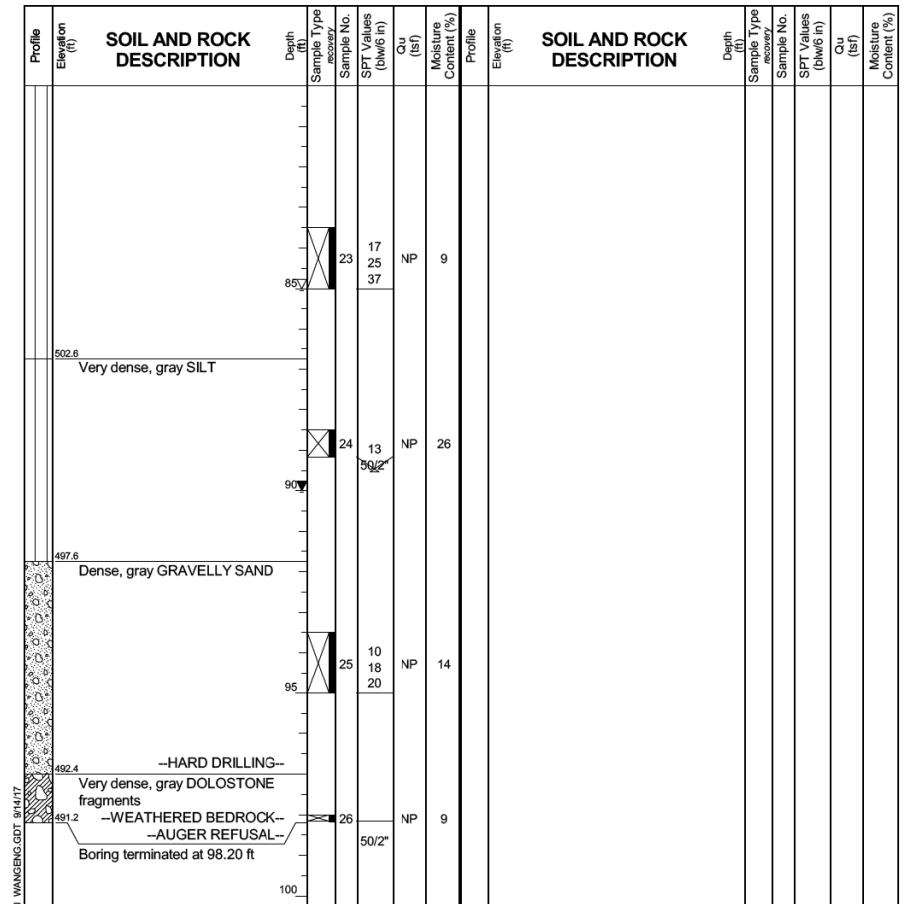 Profile
Elevation (ft)
SOIL AND ROCK
DESCRIPTION
Depth (ft)
Sample Type
recovery
Sample No.
SPT Values
(blw/6 in)
Qu
(tsf)
Moisture
Content (%)
Profile
Elevation (ft)
SOIL AND ROCK
DESCRIPTION
Depth (ft)
Sample Type
recovery
Sample No.
SPT Values
(blw/6 in)
Qu
(tsf)
Moisture
Content (%)
17
23 25 NP 9
37
85
502.6
Very dense, gray SILT
24 13 NP 26
50/2"
90
497.6
Dense, gray GRAVELLY SAND
10
25 18 NP 14
20
95
--HARD DRILLING--
492.4
Very dense, gray DOLOSTONE
fragments
491.2 --WEATHERED BEDROCK-- 26 NP 9
--AUGER REFUSAL--
50/2"
Boring terminated at 98.20 ft
100
WANGENG.GDT 9/14/17